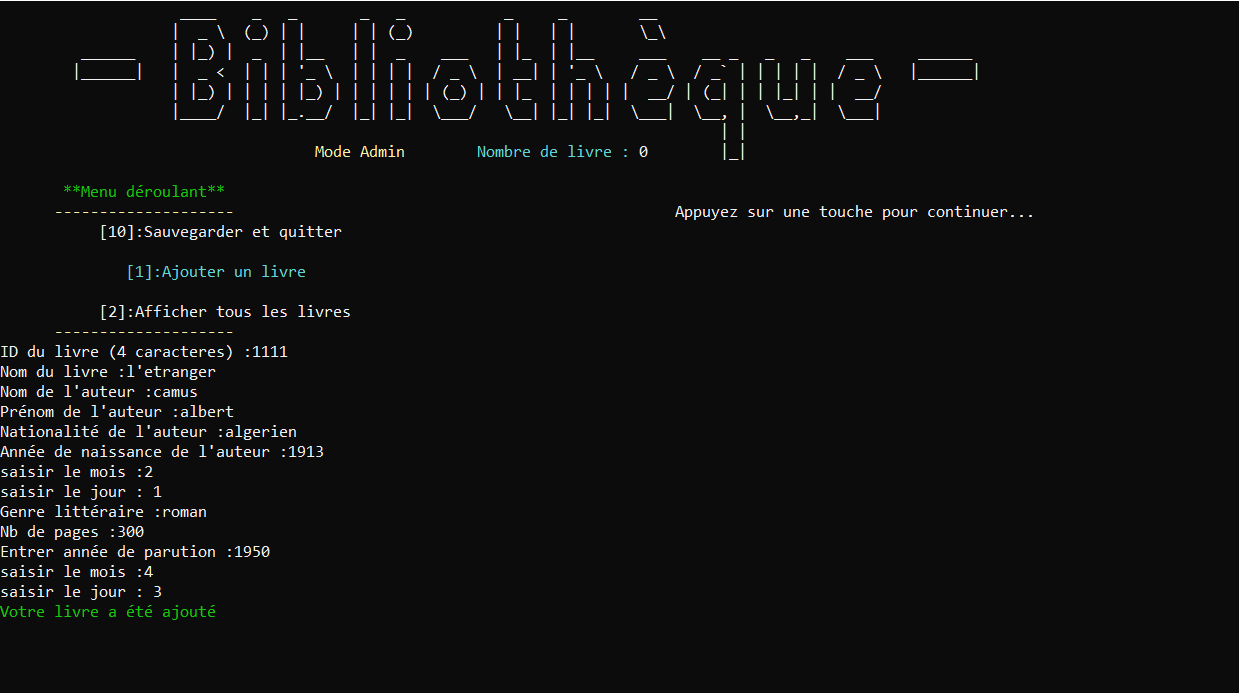 Bibliothèque
Mode Admin Nombre de livre : 0
**Menu déroulant**
--------------------
Appuyez sur une touche pour continuer...
[10]:Sauvegarder et quitter
[1]:Ajouter un livre
[2]:Afficher tous les livres
--------------------
ID du livre (4 caracteres) :1111
Nom du livre :l'etranger
Nom de l'auteur :camus
Prénom de l'auteur :albert
Nationalité de l'auteur :algerien
Année de naissance de l'auteur :1913
saisir le mois :2
saisir le jour : 1
Genre littéraire :roman
Nb de pages :300
Entrer année de parution :1950
saisir le mois :4
saisir le jour : 3
Votre livre a été ajouté